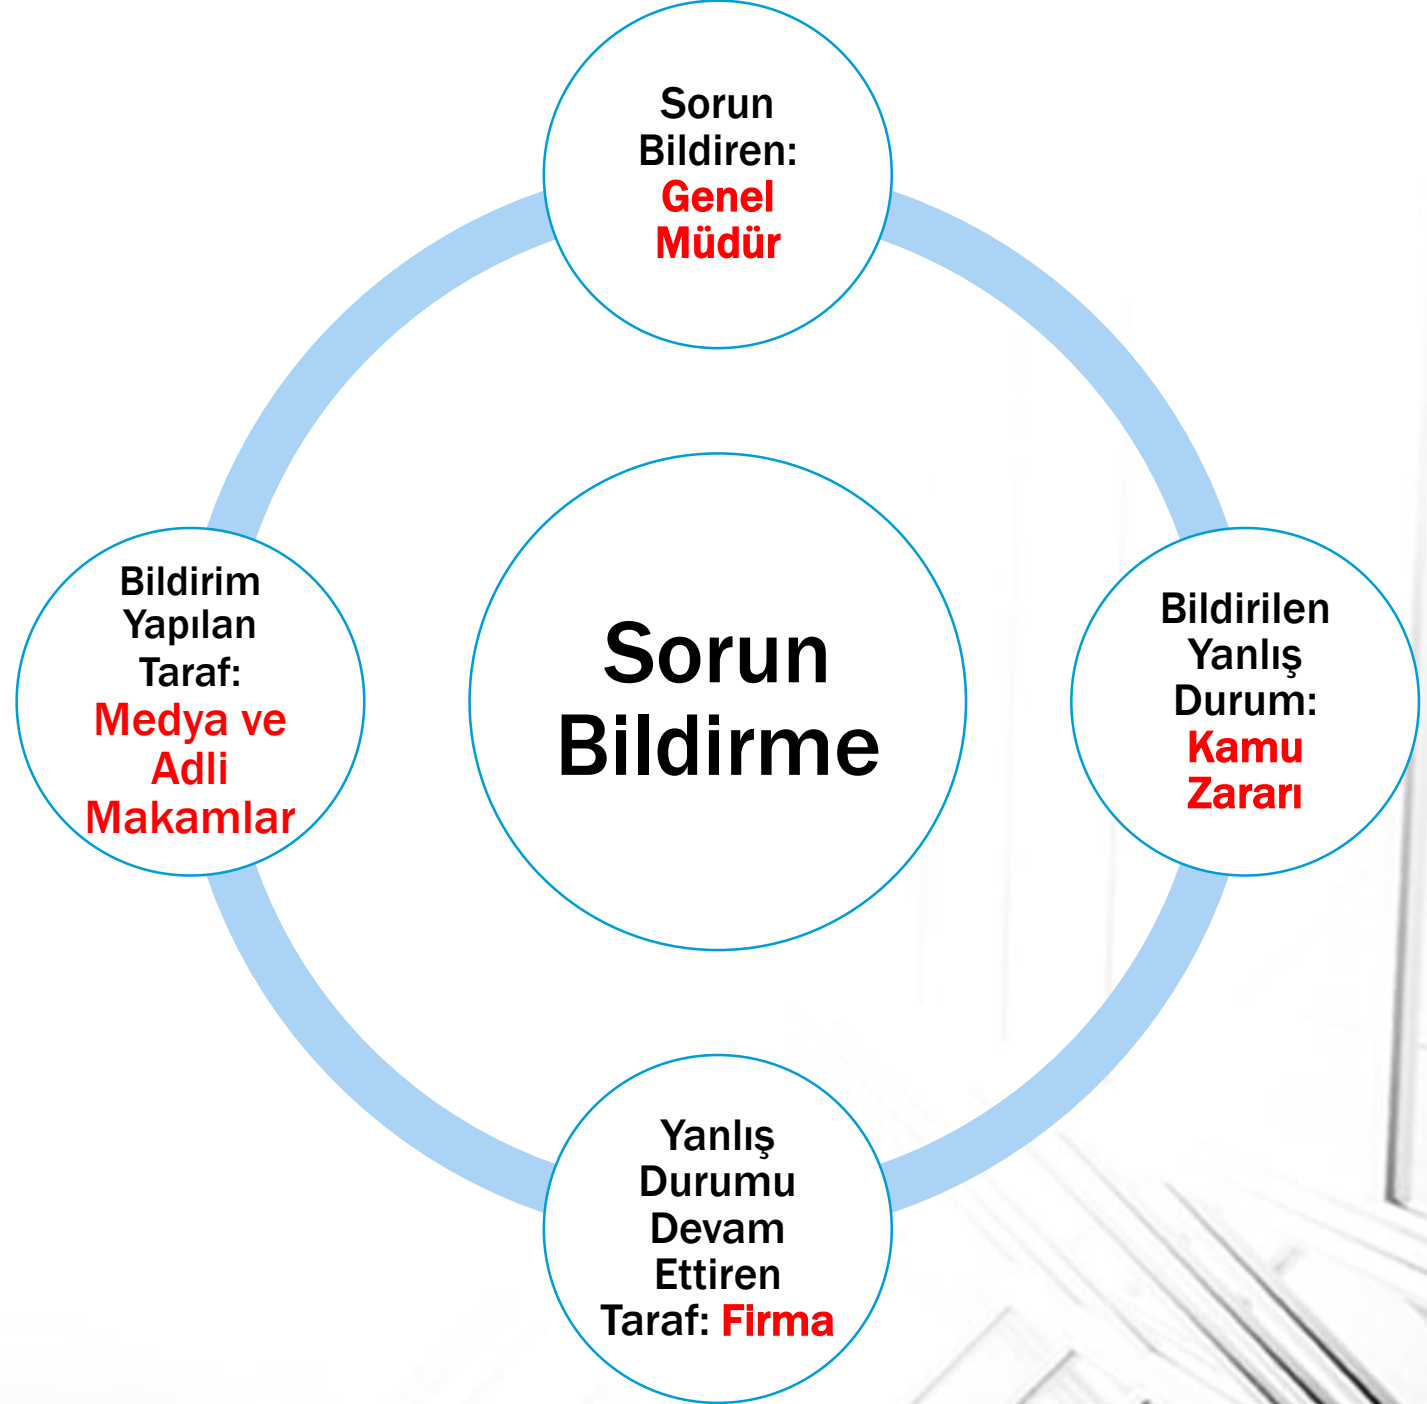 Sorun
Bildiren:
Genel
Müdür
Bildirim
Yapılan
Taraf:
Medya ve
Adli
Makamlar
Sorun
Bildirme
Bildirilen
Yanlış
Durum:
Kamu
Zararı
Yanlış
Durumu
Devam
Ettiren
Taraf: Firma